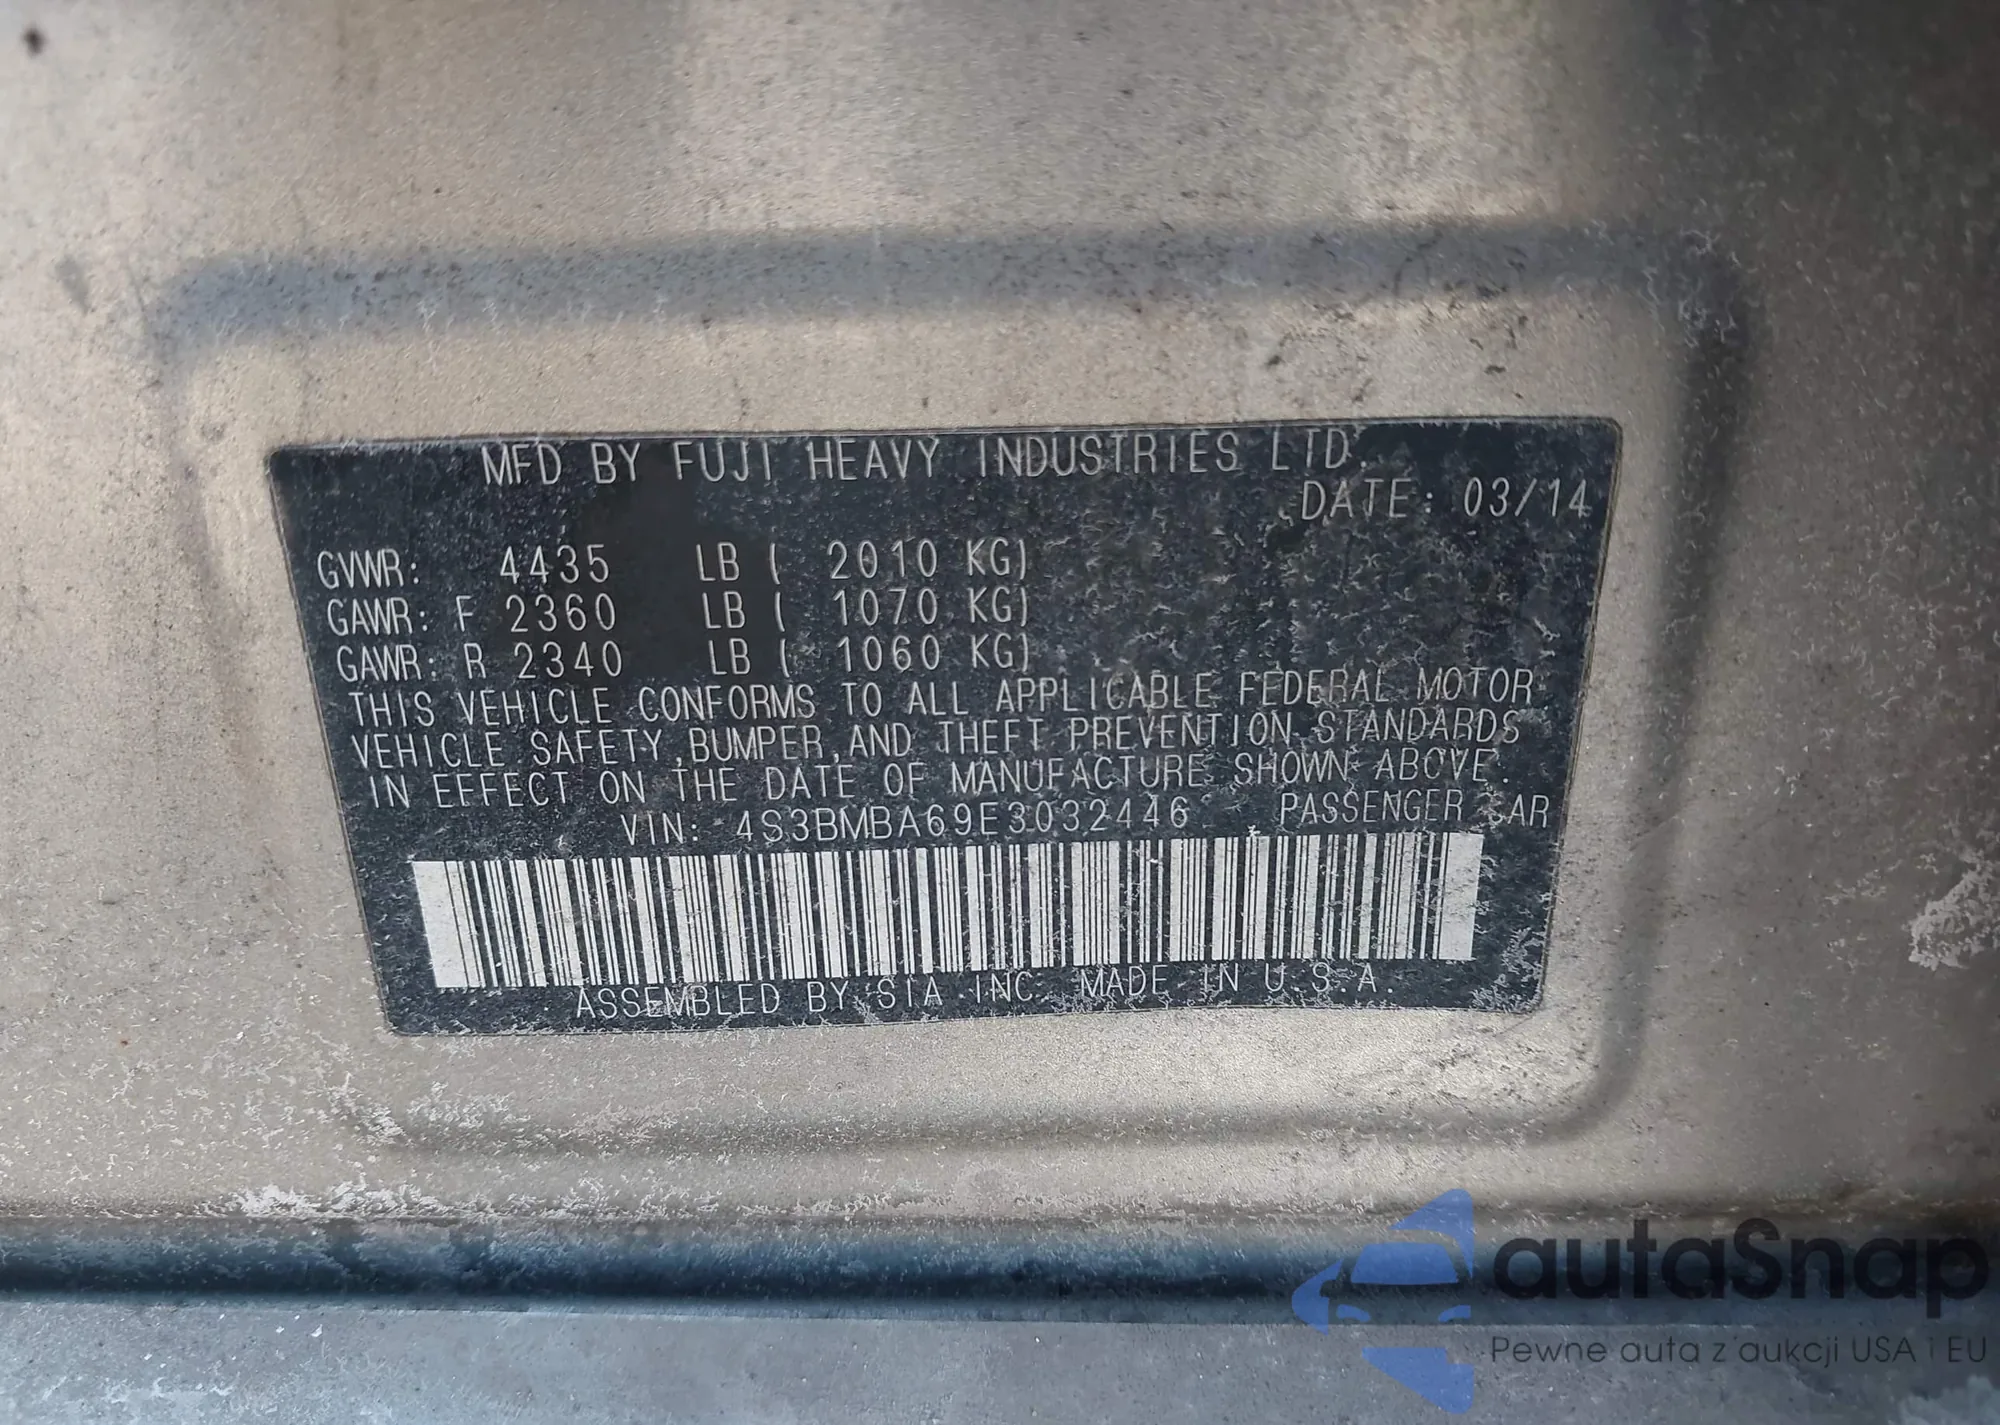 MFD BY FUJI HEAVY INDUSTRIES LTD.
DATE: 03/14
GVWR: 4435 LB ( 2010 KG)
GAWR: F 2360 LB ( 1070 KG)
GAWR: R 2340 LB ( 1060 KG)
THIS VEHICLE CONFORMS TO ALL APPLICABLE FEDERAL MOTOR
VEHICLE SAFETY,BUMPER,AND THEFT PREVENTION STANDARDS
IN EFFECT ON THE DATE OF MANUFACTURE SHOWN ABOVE.
VIN: 4S3BMBA69E3032446 PASSENGER CAR
ASSEMBLED BY SIA INC. MADE IN U.S.A.
autaSnap
Pewne auta z aukcji USA i EU